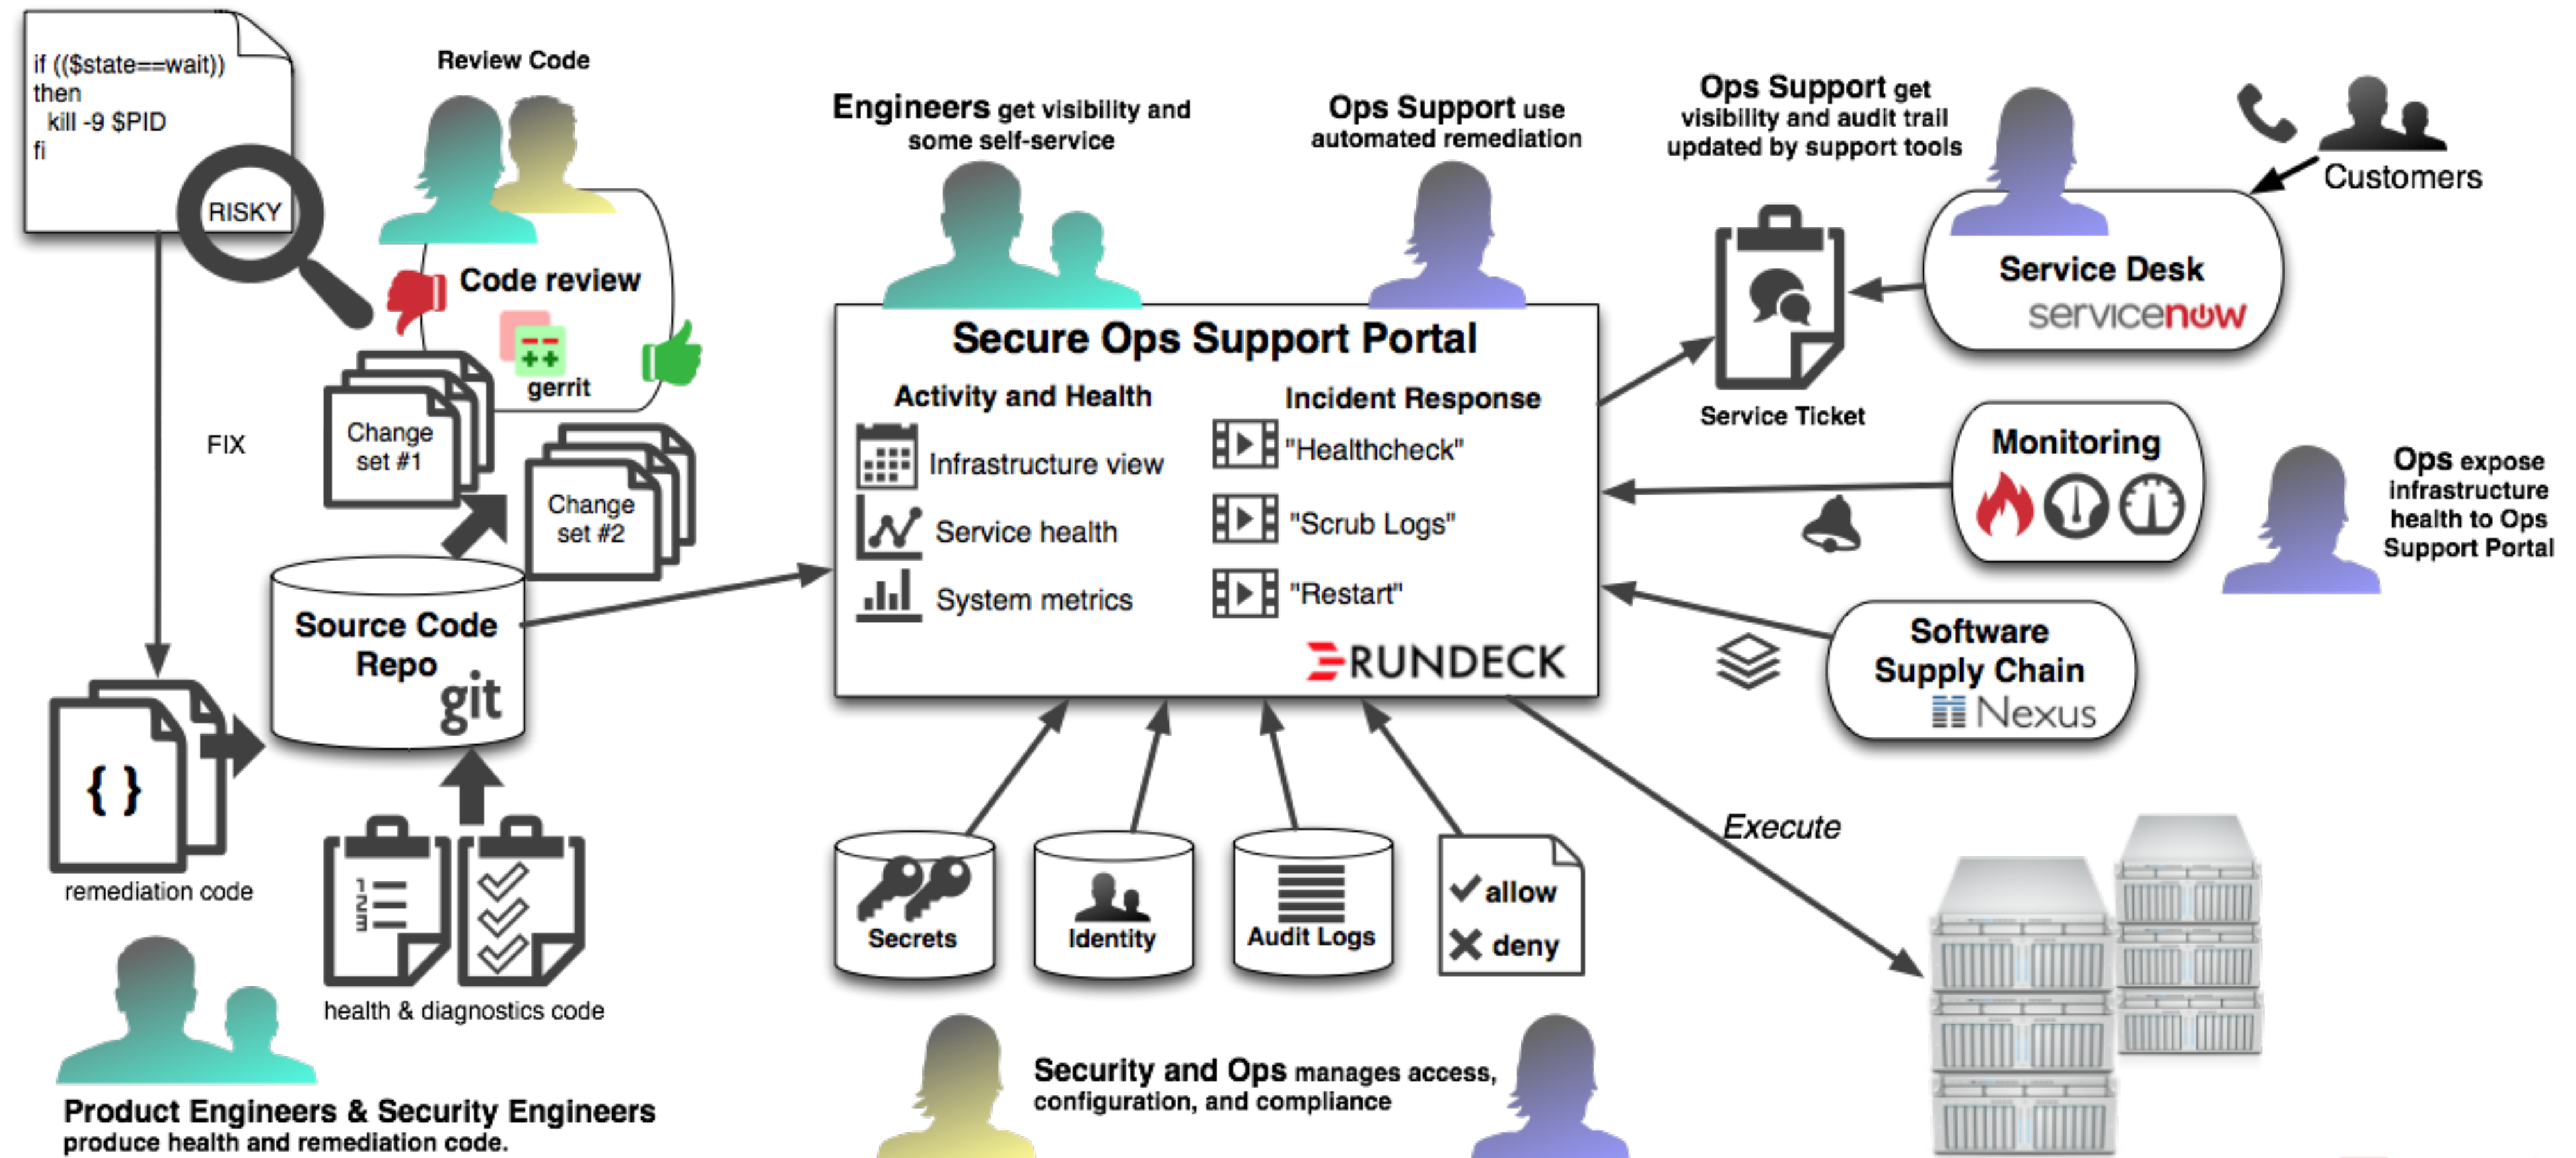 if (($state==wait))
then
kill -9 $PID
fi
RISKY
Review Code
Code review
gerrit
Change
set #1
Change
set #2
FIX
Source Code
Repo
git
{ }
remediation code
1
2
3
health & diagnostics code
Product Engineers & Security Engineers
produce health and remediation code.
Engineers get visibility and
some self-service
Ops Support use
automated remediation
Secure Ops Support Portal
Activity and Health
Infrastructure view
Service health
System metrics
Incident Response
"Healthcheck"
"Scrub Logs"
"Restart"
RUNDECK
Secrets
Identity
Audit Logs
allow
deny
Security and Ops manages access,
configuration, and compliance
Ops Support get
visibility and audit trail
updated by support tools
Customers
Service Desk
servicenow
Service Ticket
Monitoring
Ops expose
infrastructure
health to Ops
Support Portal
Software
Supply Chain
Nexus
Execute